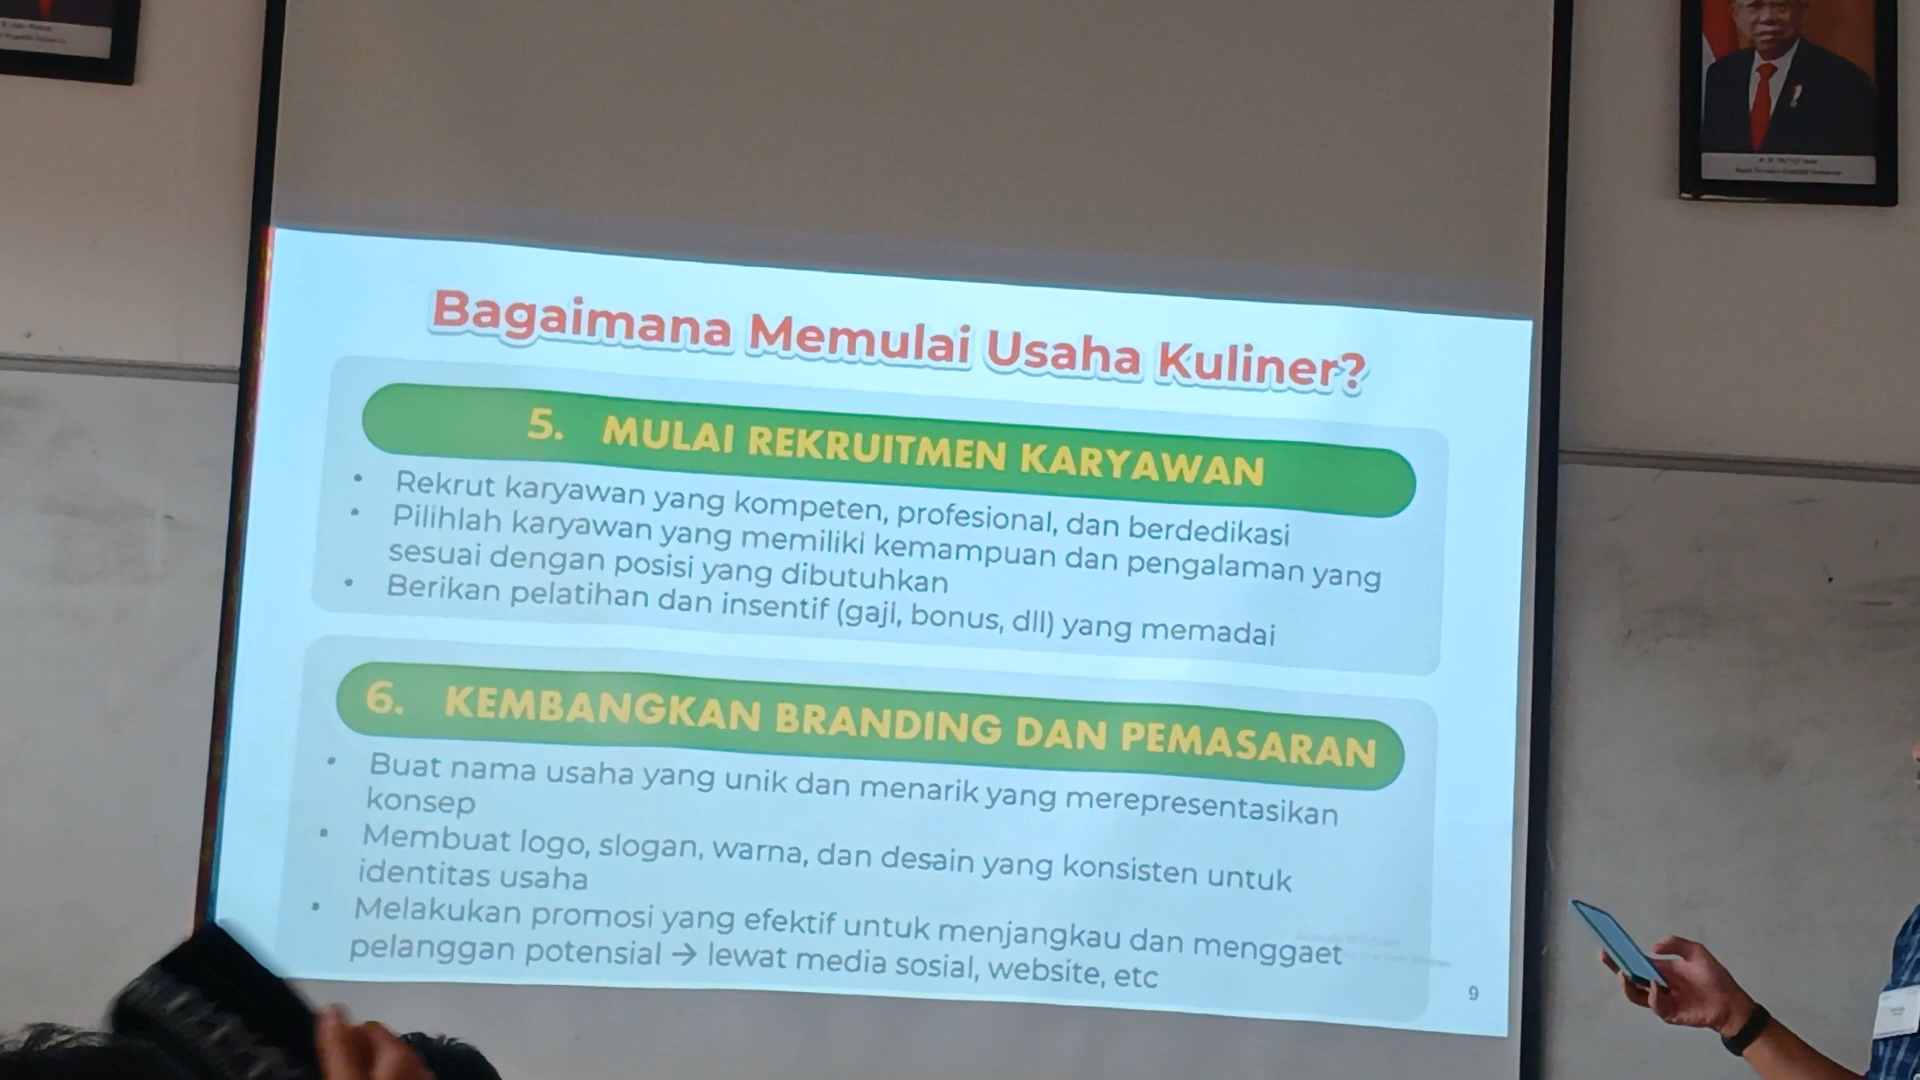 Bagaimana Memulai Usaha Kuliner?
5. MULAI REKRUITMEN KARYAWAN
• Rekrut karyawan yang kompeten, profesional, dan berdedikasi
• Pilihlah karyawan yang memiliki kemampuan dan pengalaman yang
sesuai dengan posisi yang dibutuhkan
• Berikan pelatihan dan insentif (gaji, bonus, dll) yang memadai
6. KEMBANGKAN BRANDING DAN PEMASARAN
• Buat nama usaha yang unik dan menarik yang merepresentasikan
konsep
• Membuat logo, slogan, warna, dan desain yang konsisten untuk
identitas usaha
• Melakukan promosi yang efektif untuk menjangkau dan menggaet
pelanggan potensial → lewat media sosial, website, etc
9